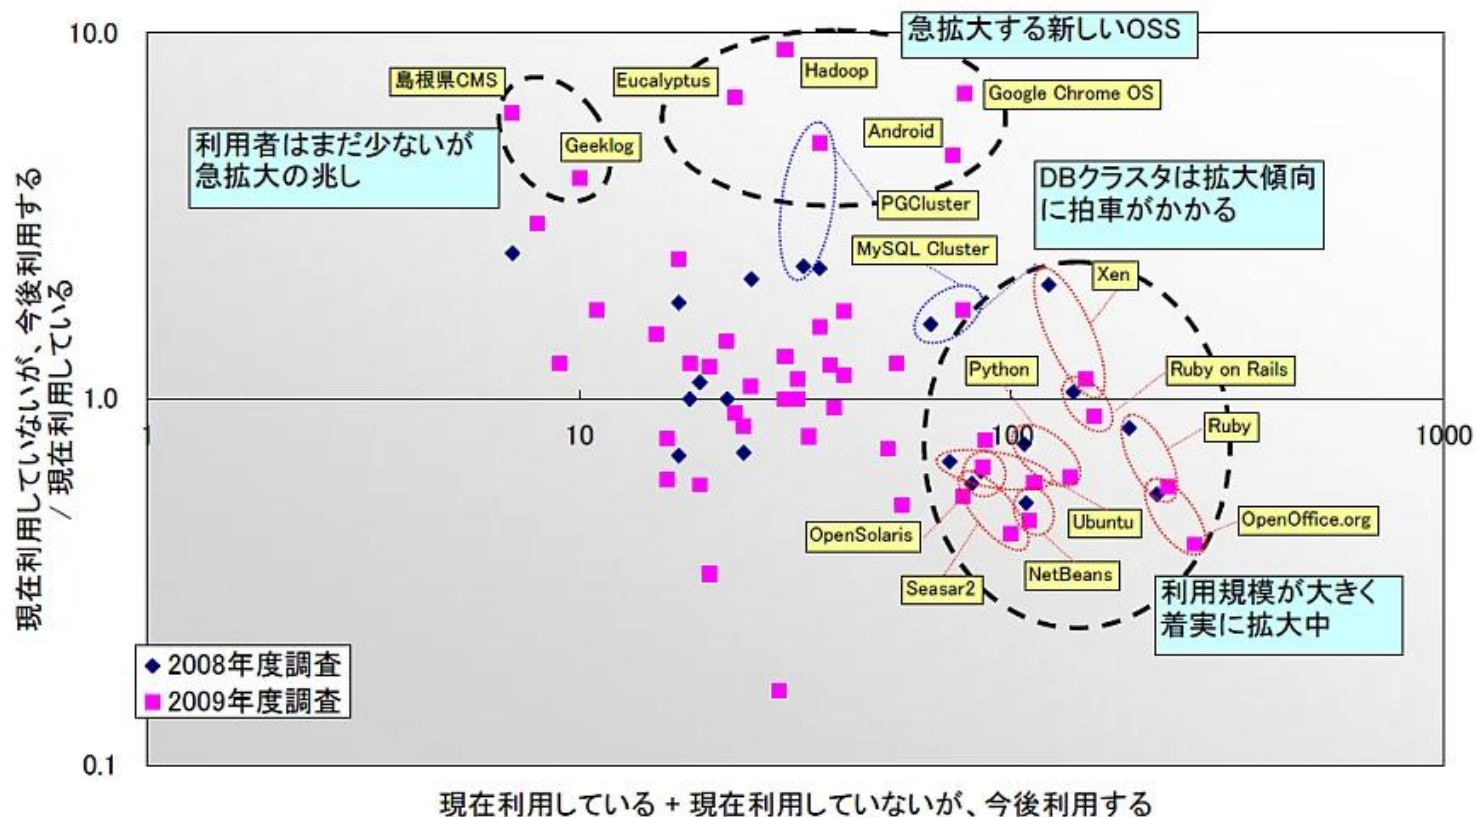 10.0
急拡大する新しいOSS
島根県CMS
Eucalyptus
Hadoop
Google Chrome OS
利用者はまだ少ないが
急拡大の兆し
Geeklog
Android
DBクラスタは拡大傾向
に拍車がかかる
PGCluster
MySQL Cluster
Xen
現在利用していないが、今後利用する
/ 現在利用している
Python
Ruby on Rails
1.0
1
10
100
1000
Ruby
OpenSolaris
Ubuntu
OpenOffice.org
Seasar2
NetBeans
利用規模が大きく
着実に拡大中
2008年度調査
2009年度調査
0.1
現在利用している + 現在利用していないが、今後利用する